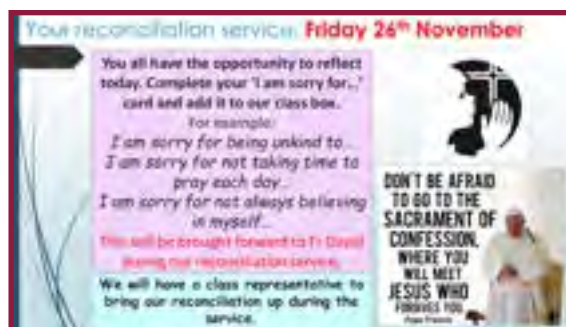 Your reconciliation service: Friday 26th November
You all have the opportunity to reflect
today. Complete your 'I am sorry for...'
card and add it to our class box.
For example:
I am sorry for being unkind to...
I am sorry for not taking time to
pray each day...
I am sorry for not always believing
in myself...
This will be brought forward to Fr David
during our reconciliation service.
We will have a class representative to
bring our reconciliation up during the
service.
DON'T BE AFRAID
TO GO TO THE
SACRAMENT OF
CONFESSION,
WHERE YOU
WILL MEET
JESUS WHO
FORGIVES YOU
Pope Francis